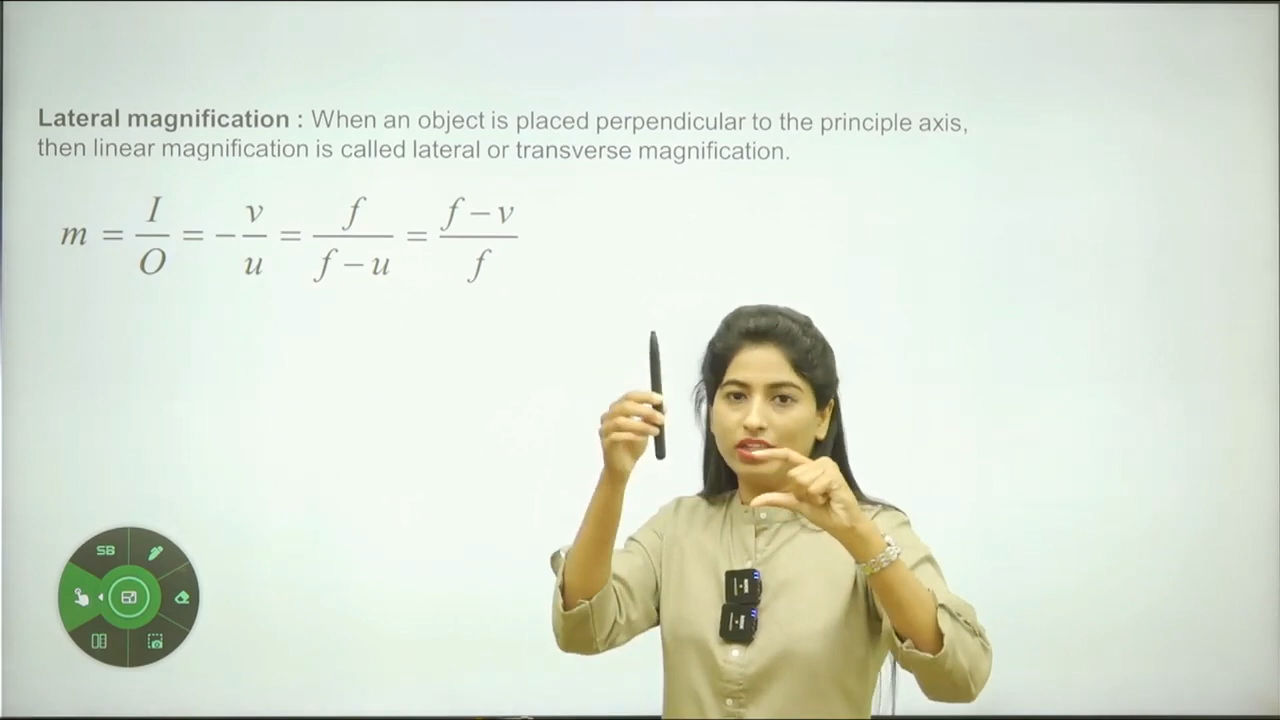 Lateral magnification : When an object is placed perpendicular to the principle axis,
then linear magnification is called lateral or transverse magnification.
m = I/O = -v/u = f/(f-u) = (f-v)/f
SB